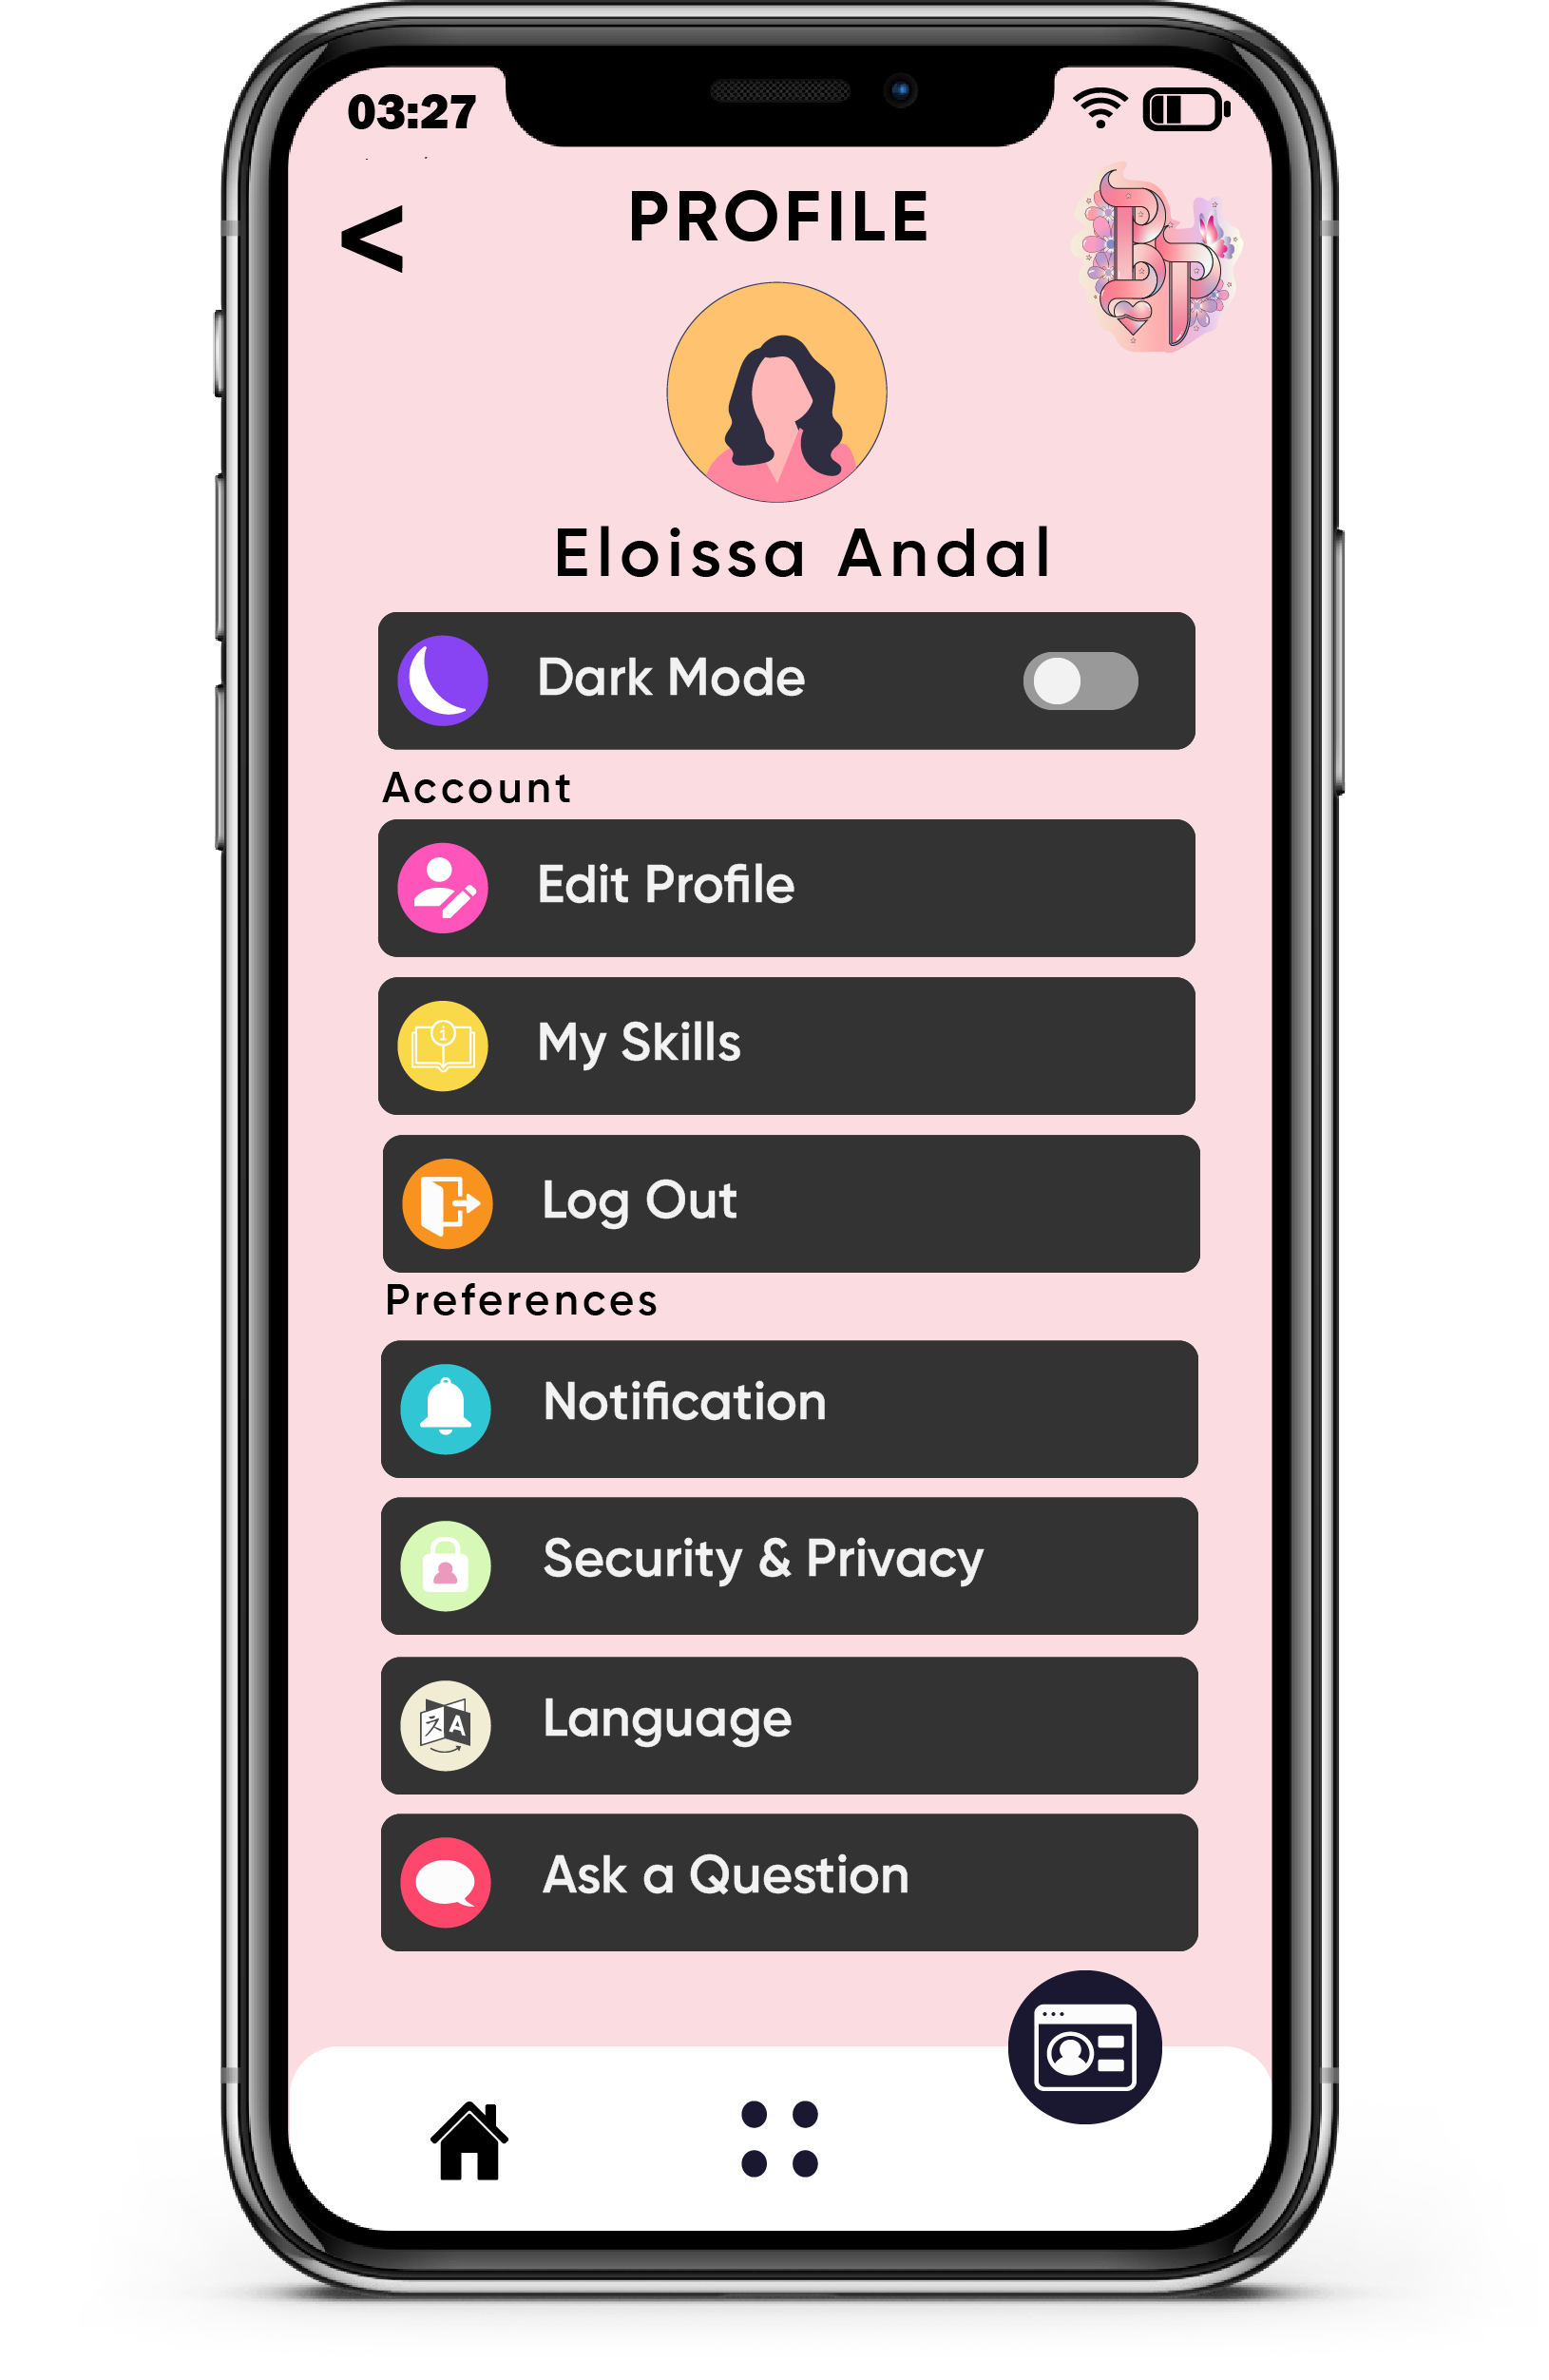 03:27
<
PROFILE
BP
Eloissa Andal
Dark Mode
Account
Edit Profile
My Skills
Log Out
Preferences
Notification
Security & Privacy
Language
Ask a Question